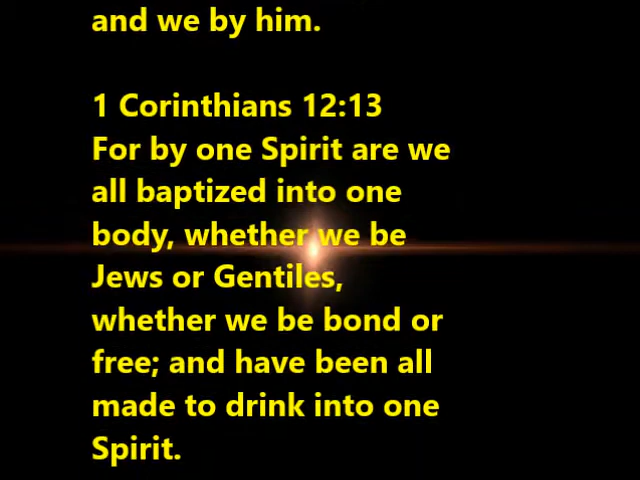 and we by him.
1 Corinthians 12:13
For by one Spirit are we
all baptized into one
body, whether we be
Jews or Gentiles,
whether we be bond or
free; and have been all
made to drink into one
Spirit.